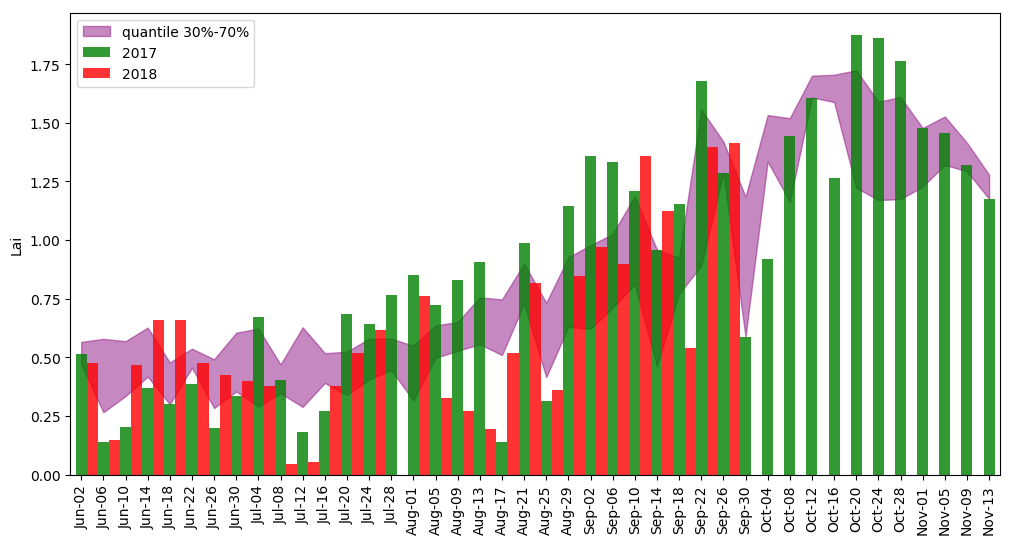 quantile 30%-70%
2017
2018
Lai
1.75
1.50
1.25
1.00
0.75
0.50
0.25
0.00
Jun-02
Jun-06
Jun-10
Jun-14
Jun-18
Jun-22
Jun-26
Jun-30
Jul-04
Jul-08
Jul-12
Jul-16
Jul-20
Jul-24
Jul-28
Aug-01
Aug-05
Aug-09
Aug-13
Aug-17
Aug-21
Aug-25
Aug-29
Sep-02
Sep-06
Sep-10
Sep-14
Sep-18
Sep-22
Sep-26
Sep-30
Oct-04
Oct-08
Oct-12
Oct-16
Oct-20
Oct-24
Oct-28
Nov-01
Nov-05
Nov-09
Nov-13